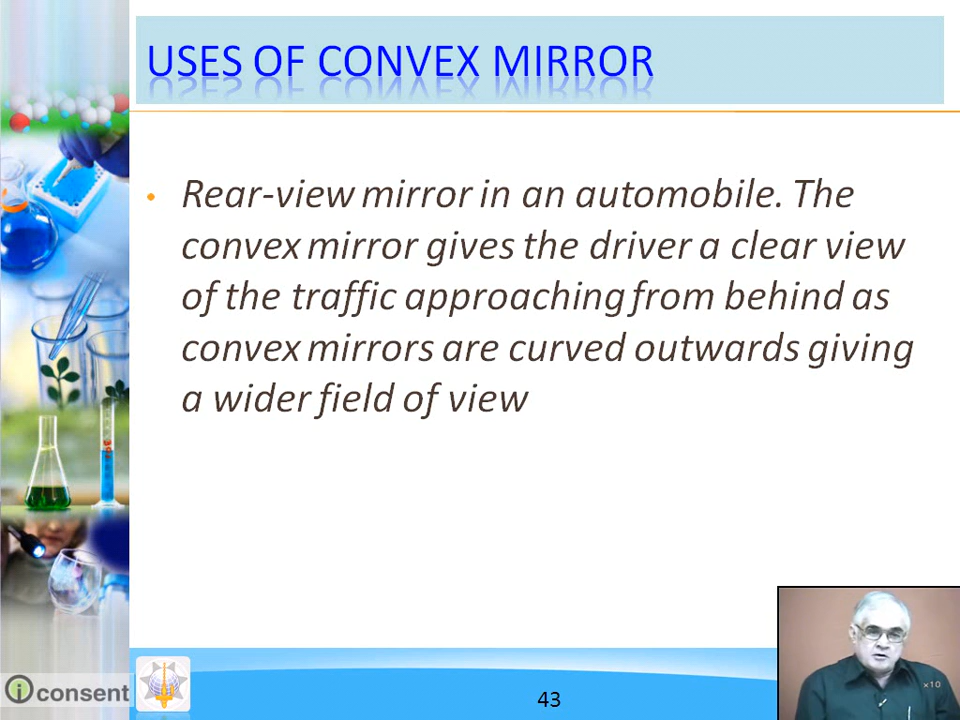 USES OF CONVEX MIRROR
• Rear-view mirror in an automobile. The
convex mirror gives the driver a clear view
of the traffic approaching from behind as
convex mirrors are curved outwards giving
a wider field of view
×10
i consent
43